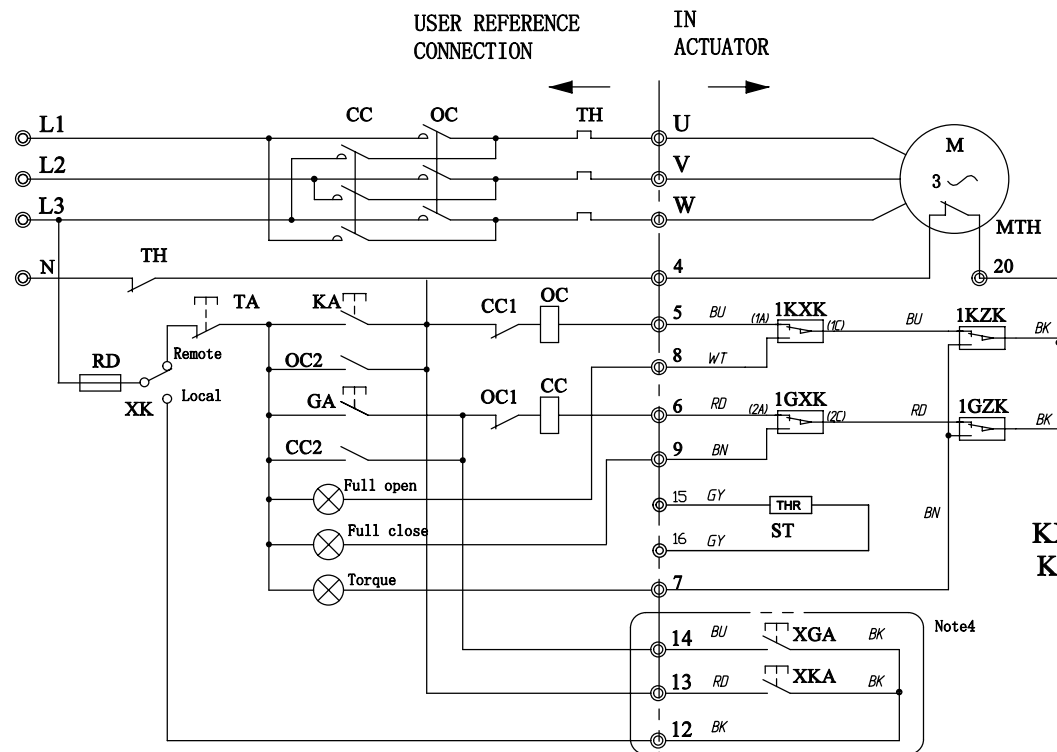 USER REFERENCE
CONNECTION
IN
ACTUATOR
CC OC TH
L1 U
M
3
L2 V
L3 W
MTH
N TH 4 20
TA KA CC1 OC 5 BU (1A) 1KXK (1C) BU 1KZK BK
RD Remote OC2 8 WT
XK Local GA OC1 CC 6 RD (2A) 1GXK (2C) RD 1GZK BK
CC2 9 BN
Full open 15 GY THR
ST
BN
Full close 16 GY
Torque 7
Note4
14 BU XGA BK
13 RD XKA BK
12 BK